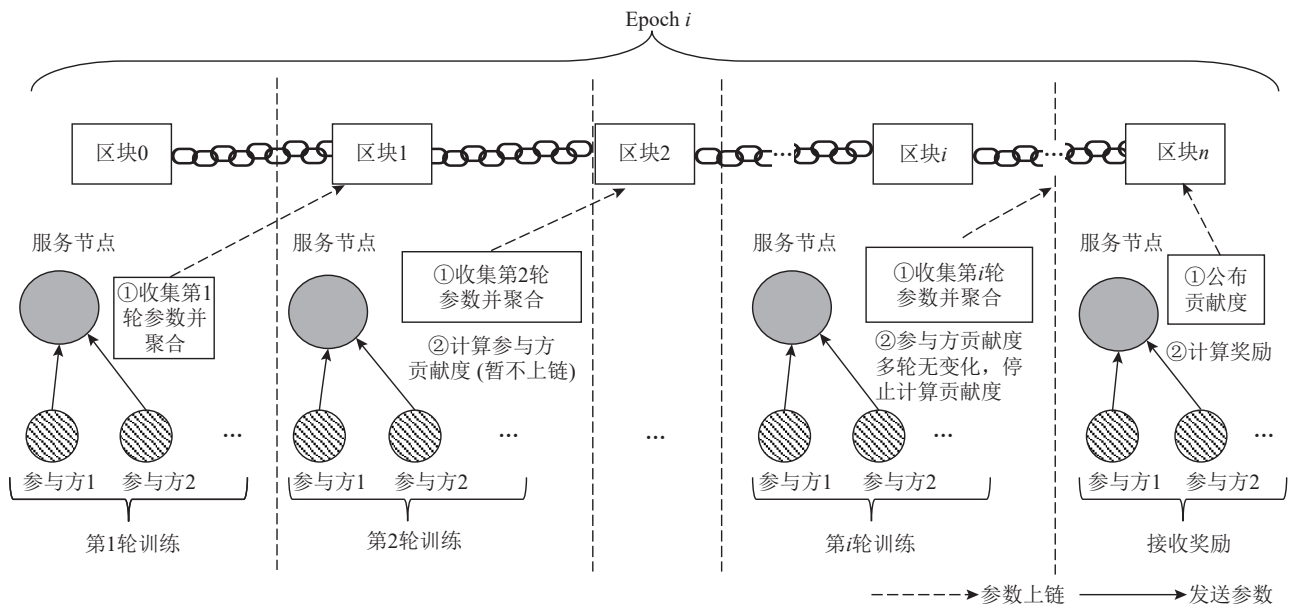 Epoch i
区块0
区块1
区块2
...
区块i
...
区块n
服务节点
①收集第1
轮参数并
聚合
参与方1
参与方2
...
第1轮训练
服务节点
①收集第2轮
参数并聚合
②计算参与方
贡献度 (暂不上链)
参与方1
参与方2
...
第2轮训练
...
服务节点
①收集第i轮
参数并聚合
②参与方贡献度
多轮无变化，停
止计算贡献度
参与方1
参与方2
...
第i轮训练
服务节点
①公布
贡献度
②计算奖励
参与方1
参与方2
...
接收奖励
参数上链
发送参数